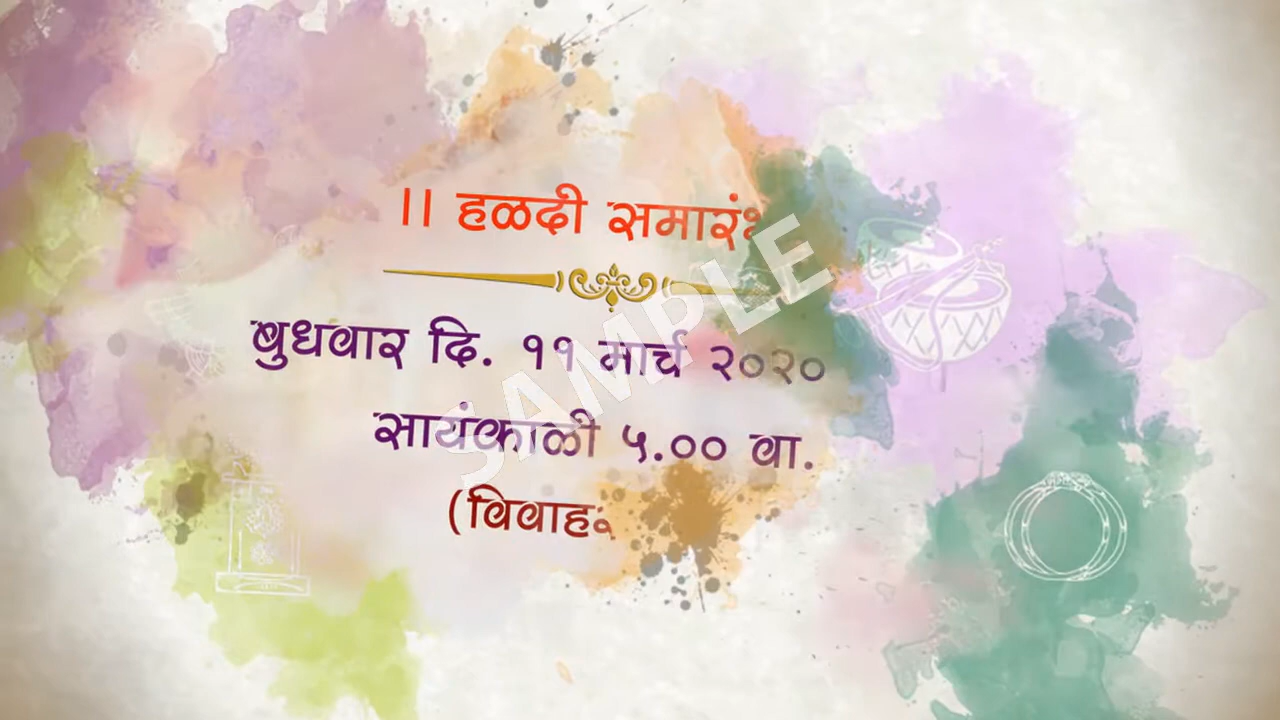 ।। हळदी समारंभ
बुधवार दि. ११ मार्च २०२०
सायंकाळी ५.०० वा.
SAMPLE